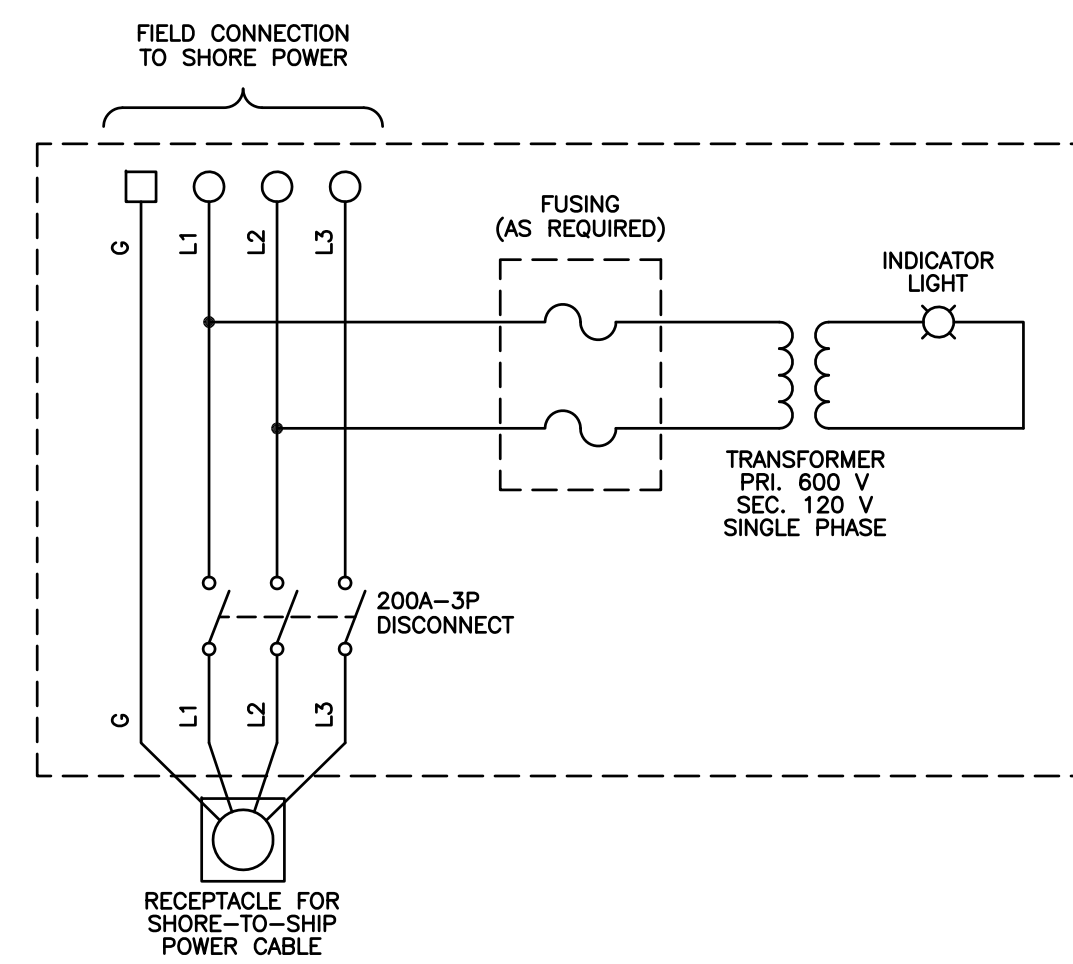 FIELD CONNECTION
TO SHORE POWER
G
L1
L2
L3
FUSING
(AS REQUIRED)
INDICATOR
LIGHT
TRANSFORMER
PRI. 600 V
SEC. 120 V
SINGLE PHASE
200A-3P
DISCONNECT
G
L1
L2
L3
RECEPTACLE FOR
SHORE-TO-SHIP
POWER CABLE